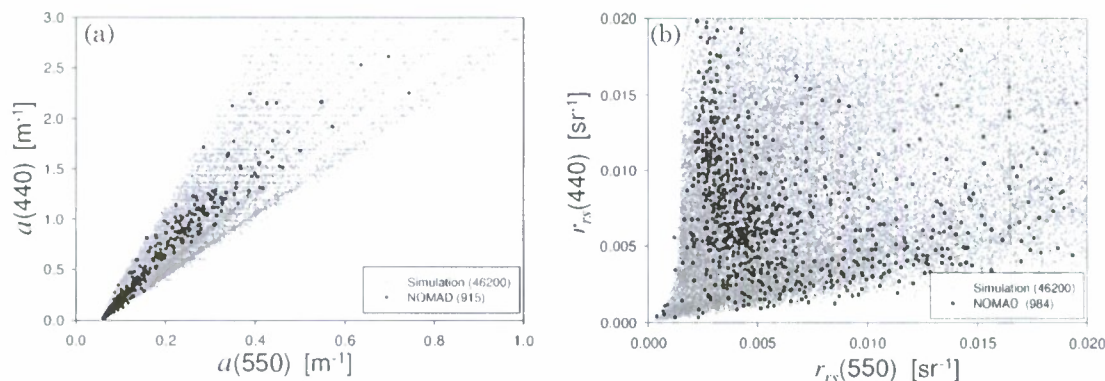 (a)
3.0
2.5
2.0
1.5
1.0
0.5
0.0
a(440) [m⁻¹]
0.0 0.2 0.4 0.6 0.8 1.0
a(550) [m⁻¹]
Simulation (46200)
NOMAD (915)
(b)
0.020
0.015
0.010
0.005
0.000
r_rs(440) [sr⁻¹]
0.000 0.005 0.010 0.015 0.020
r_rs(550) [sr⁻¹]
Simulation (46200)
NOMAD (984)